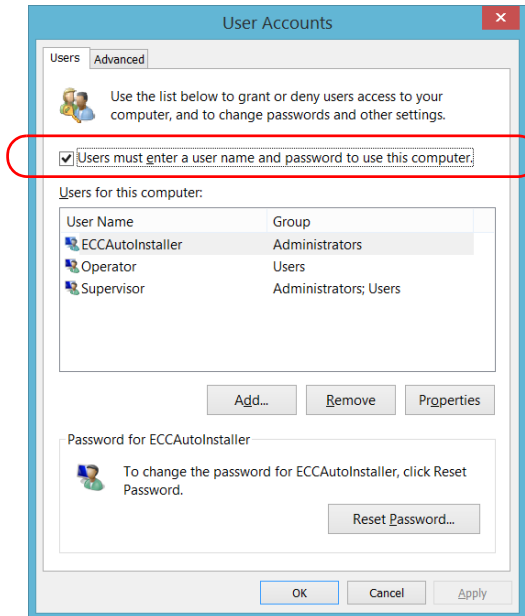 User Accounts
Users Advanced
Use the list below to grant or deny users access to your
computer, and to change passwords and other settings.
Users must enter a user name and password to use this computer.
Users for this computer:
User Name Group
ECCAutoInstaller Administrators
Operator Users
Supervisor Administrators; Users
Add... Remove Properties
Password for ECCAutoInstaller
To change the password for ECCAutoInstaller, click Reset
Password.
Reset Password...
OK Cancel Apply